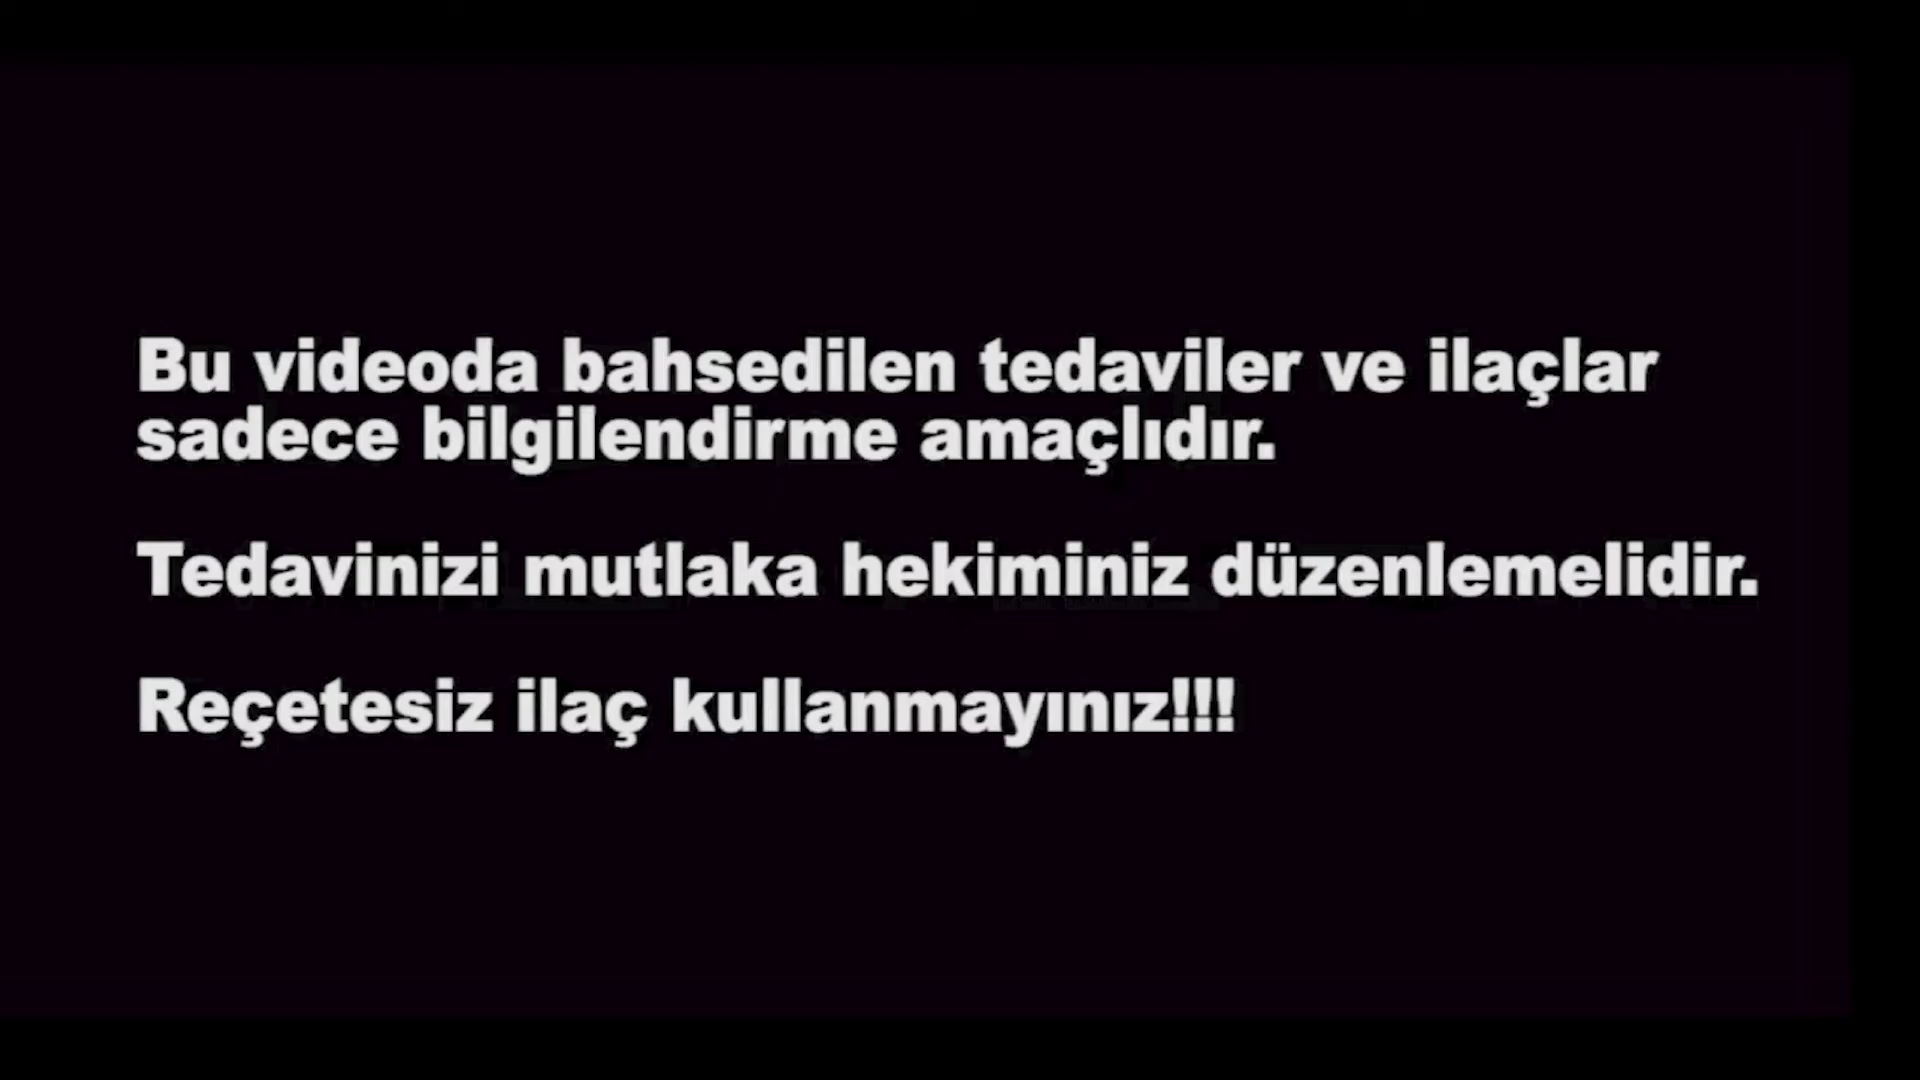 Bu videoda bahsedilen tedaviler ve ilaçlar
sadece bilgilendirme amaçlıdır.
Tedavinizi mutlaka hekiminiz düzenlemelidir.
Reçetesiz ilaç kullanmayınız!!!